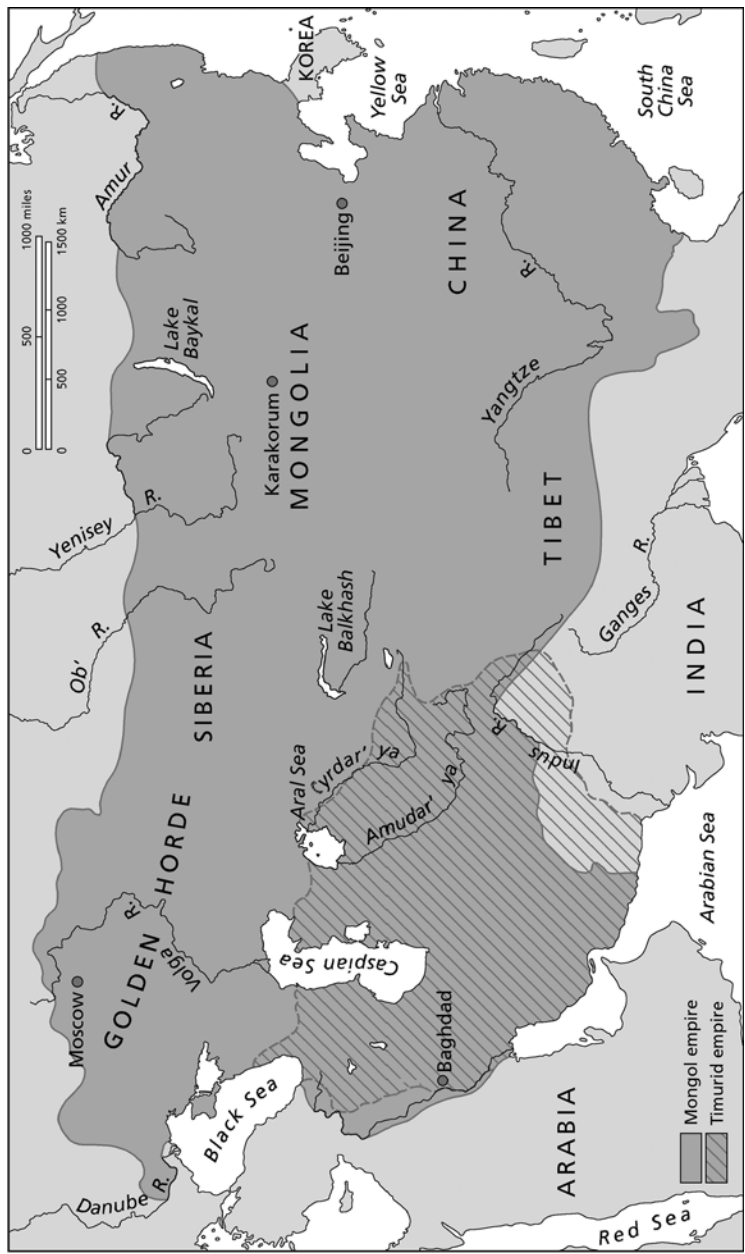 1000 miles
500
0
1500 km
1000
500
0
Amur
R.
KOREA
Yellow
Sea
South
China
Sea
Beijing
CHINA
Yangtze
R.
Lake
Baykal
Karakorum
MONGOLIA
Yenisey
R.
Ob'
R.
SIBERIA
Lake
Balkhash
TIBET
Ganges
R.
INDIA
Indus
R.
Aral Sea
Syrdar' ya
Amudar' ya
GOLDEN HORDE
Volga
R.
Moscow
Caspian Sea
Baghdad
Black Sea
Danube
R.
Arabian Sea
ARABIA
Red Sea
Mongol empire
Timurid empire